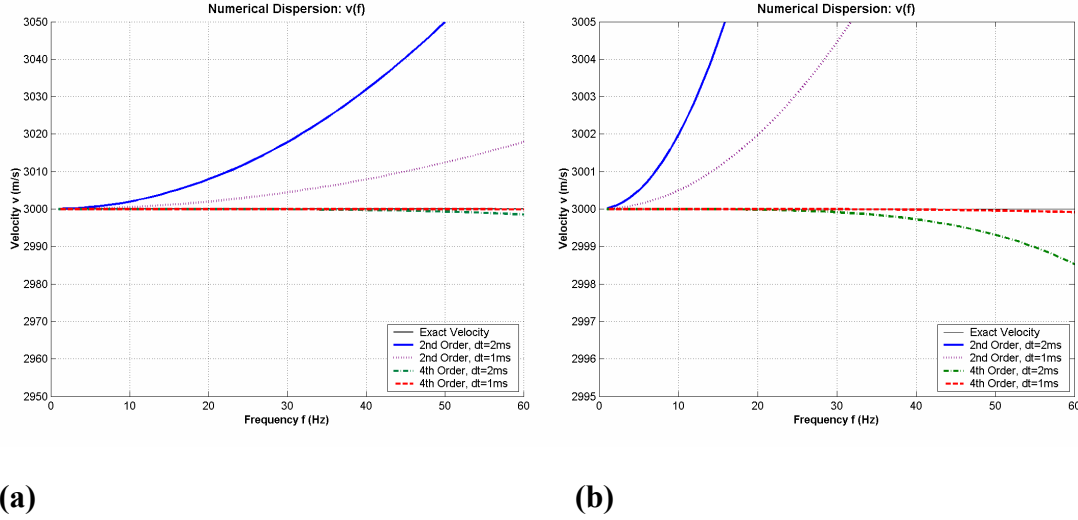 Numerical Dispersion: v(f)
3050
3040
3030
3020
3010
3000
2990
2980
2970
2960
2950
Velocity v (m/s)
0
10
20
30
40
50
60
Frequency f (Hz)
Exact Velocity
2nd Order, dt=2ms
2nd Order, dt=1ms
4th Order, dt=2ms
4th Order, dt=1ms
(a)
Numerical Dispersion: v(f)
3005
3004
3003
3002
3001
3000
2999
2998
2997
2996
2995
Velocity v (m/s)
0
10
20
30
40
50
60
Frequency f (Hz)
Exact Velocity
2nd Order, dt=2ms
2nd Order, dt=1ms
4th Order, dt=2ms
4th Order, dt=1ms
(b)